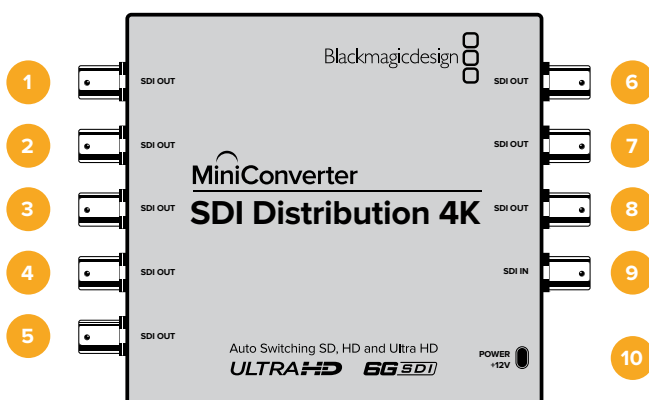 Blackmagicdesign
1
SDI OUT
SDI OUT
6
2
SDI OUT
SDI OUT
7
MiniConverter
3
SDI OUT
SDI Distribution 4K
SDI OUT
8
4
SDI OUT
SDI IN
9
5
SDI OUT
Auto Switching SD, HD and Ultra HD
ULTRAHD 6G SDI
POWER
+12V
10